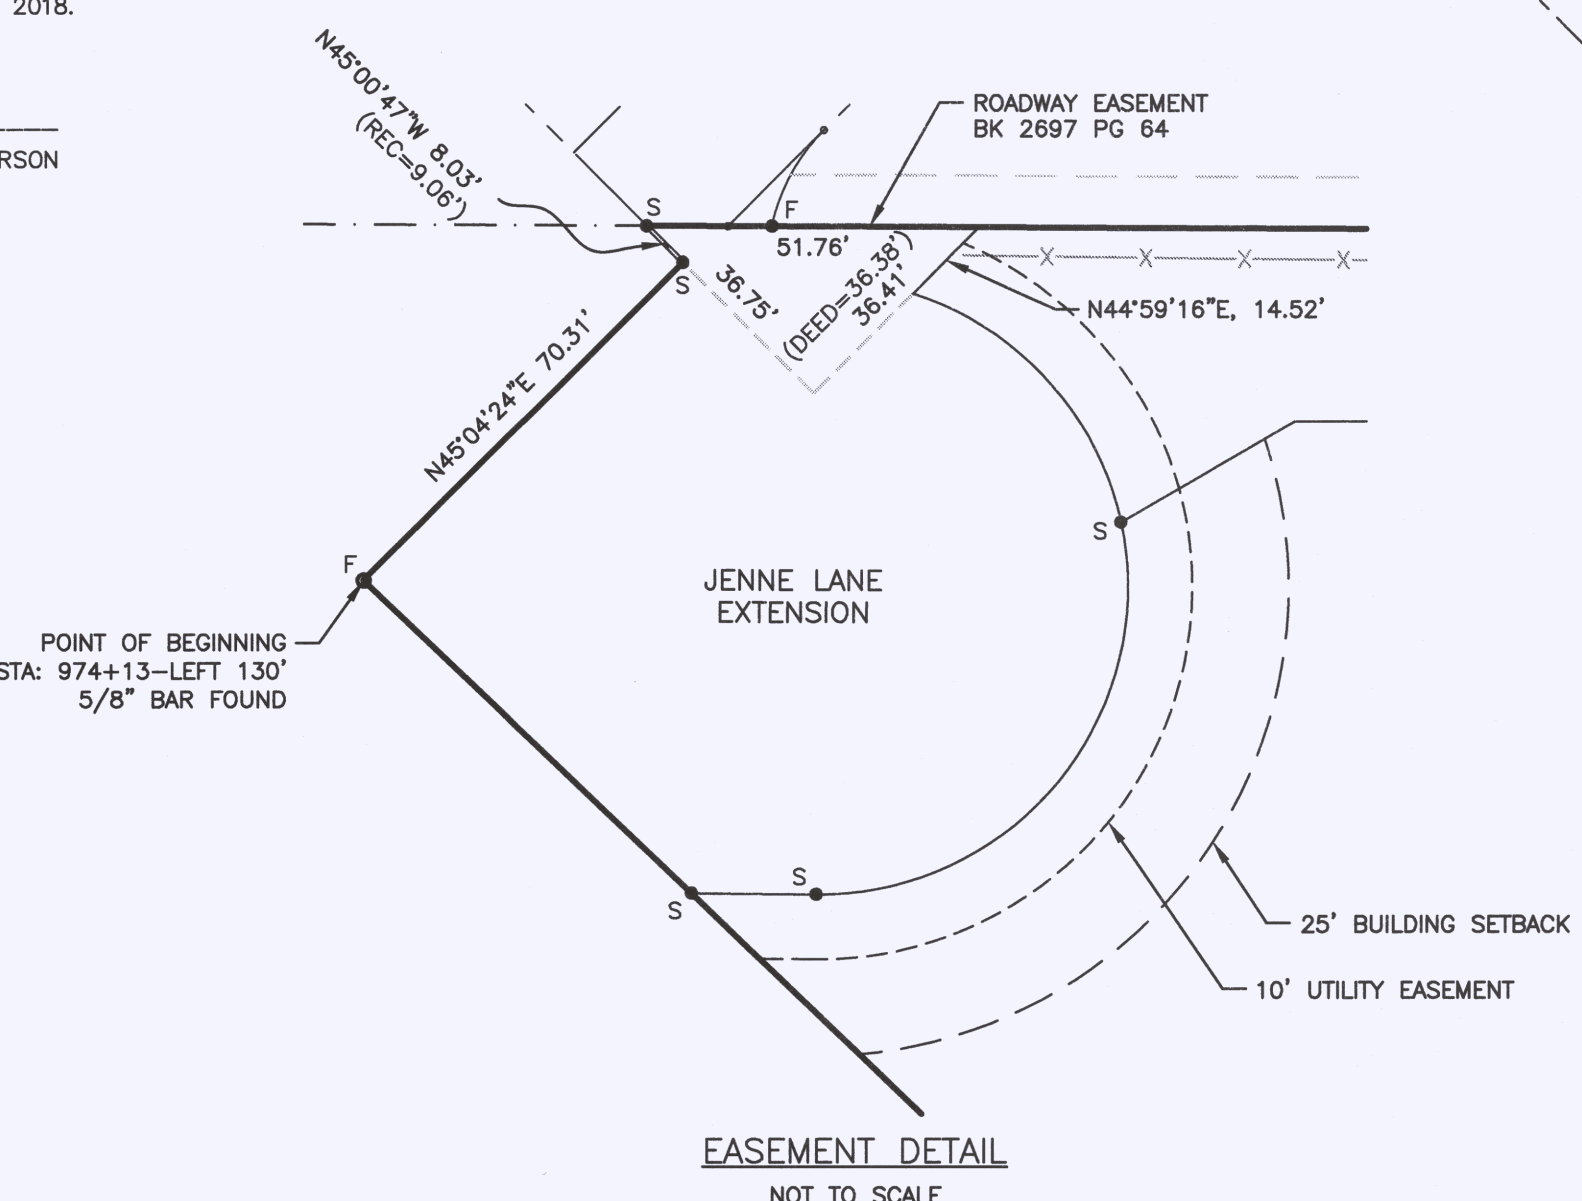 2018.
N45°00'47"W 8.03'
(REC=9.06')
ROADWAY EASEMENT
BK 2697 PG 64
RSON
S
F
51.76'
S
36.75'
(DEED=36.38')
36.41'
X X X X
N44°59'16"E, 14.52'
N45°04'24"E 70.31'
S
F
JENNE LANE
EXTENSION
POINT OF BEGINNING
STA: 974+13-LEFT 130'
5/8" BAR FOUND
S
S
25' BUILDING SETBACK
10' UTILITY EASEMENT
EASEMENT DETAIL
NOT TO SCALE